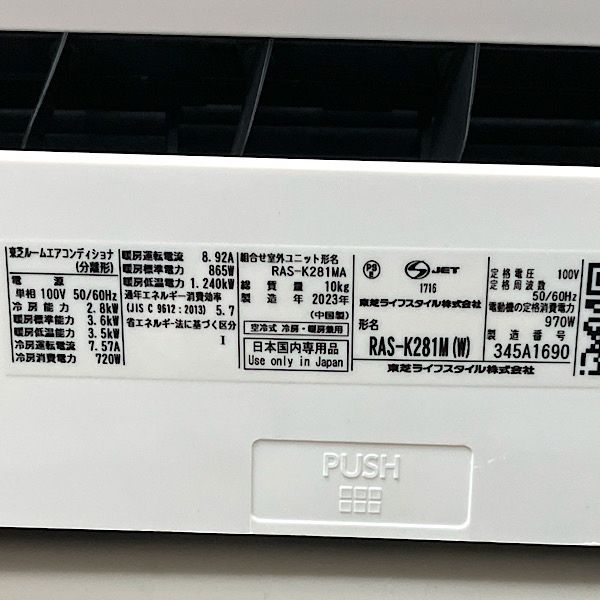 東芝ルームエアコンディショナ
(分離形)
電源
単相 100V 50/60Hz
冷房能力 2.8kW
暖房標準能力 3.6kW
暖房低温能力 3.5kW
冷房運転電流 7.57A
冷房消費電力 720W
暖房運転電流 8.92A
暖房標準電力 865W
暖房低温電力 1.240kW
通年エネルギー消費効率
(JIS C 9612:2013) 5.7
省エネルギー法に基づく区分
I
組合せ室外ユニット形名
RAS-K281MA
総質量 10kg
製造年 2023年
(中国製)
空冷式 冷房・暖房兼用
日本国内専用品
Use only in Japan
PS
E
JET
1716
東芝ライフスタイル株式会社
形名
RAS-K281M(W)
定格電圧 100V
定格周波数
50/60Hz
電動機の定格消費電力
970W
製造番号
345A1690
東芝ライフスタイル株式会社
PUSH